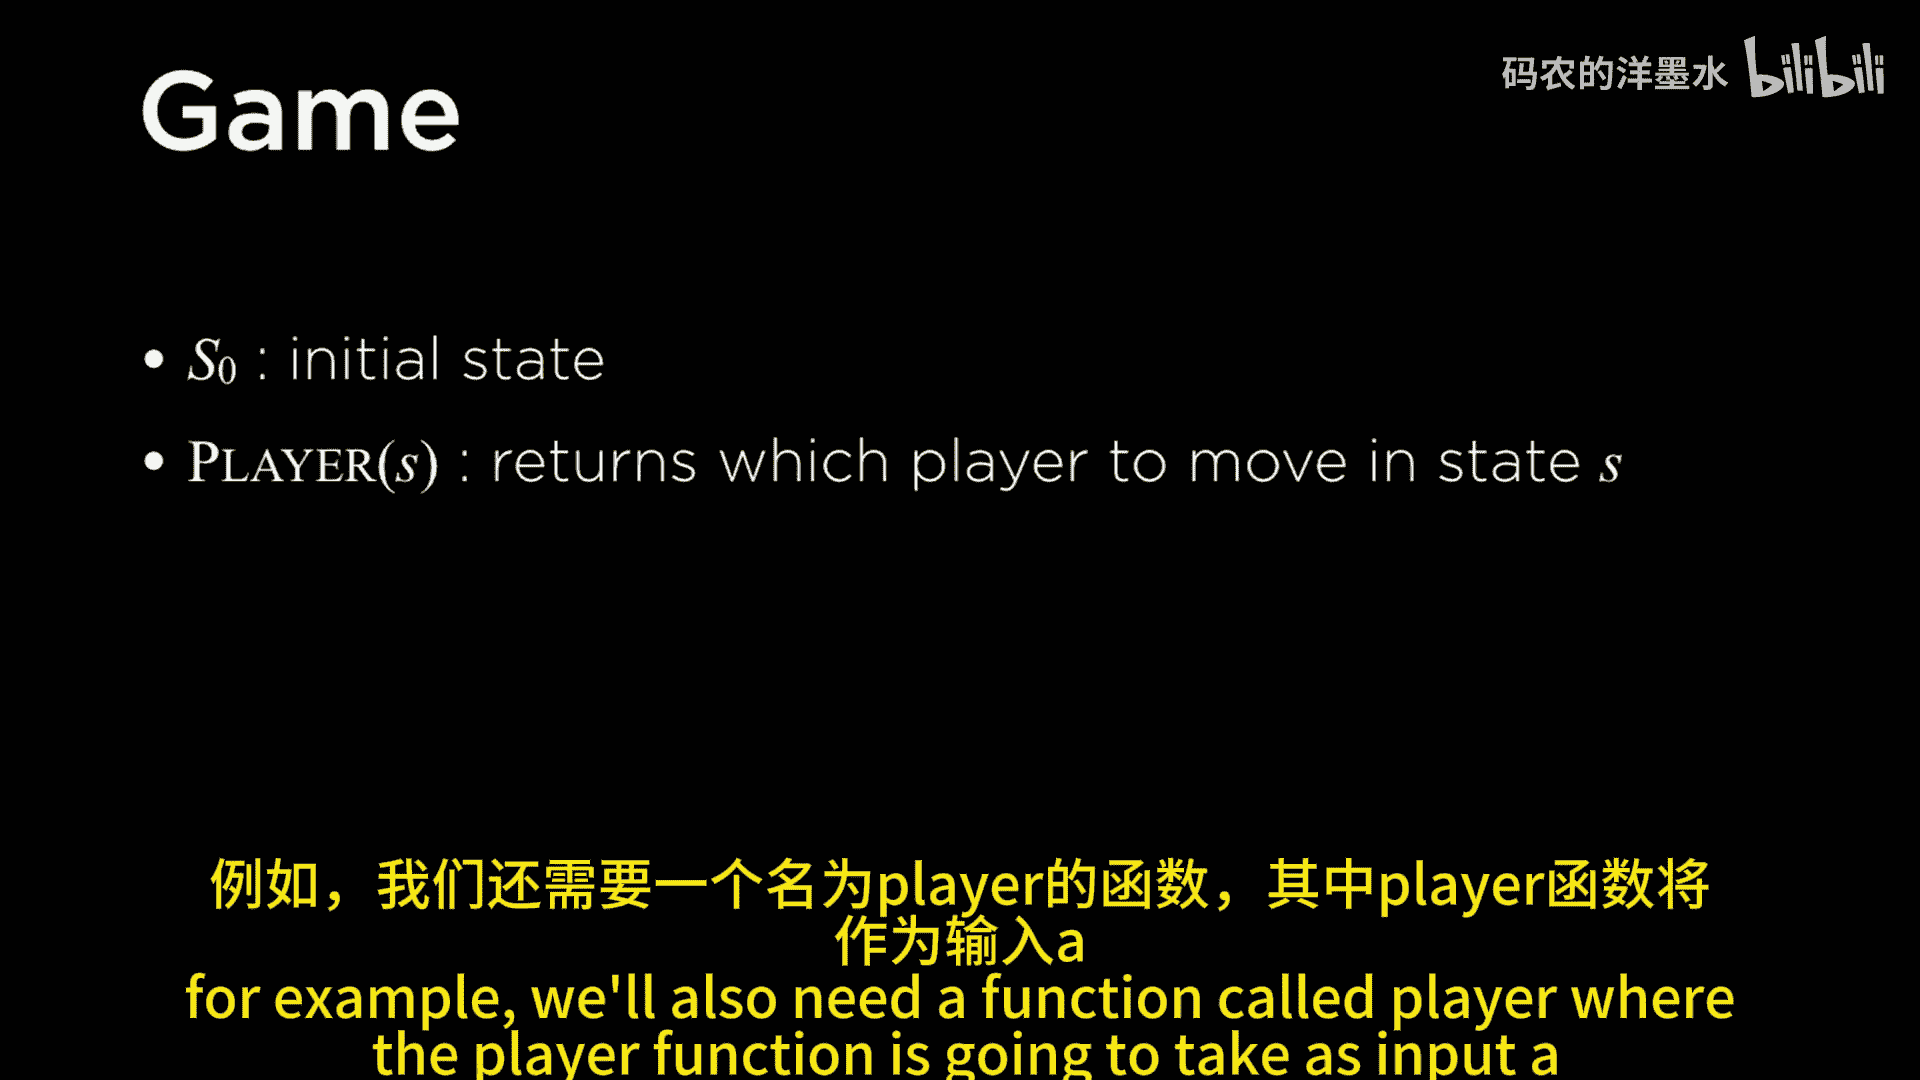 码农的洋墨水 bilibili
Game
• S₀ : initial state
• PLAYER(s) : returns which player to move in state s
例如，我们还需要一个名为player的函数，其中player函数将
作为输入a
for example, we'll also need a function called player where
the player function is going to take as input a